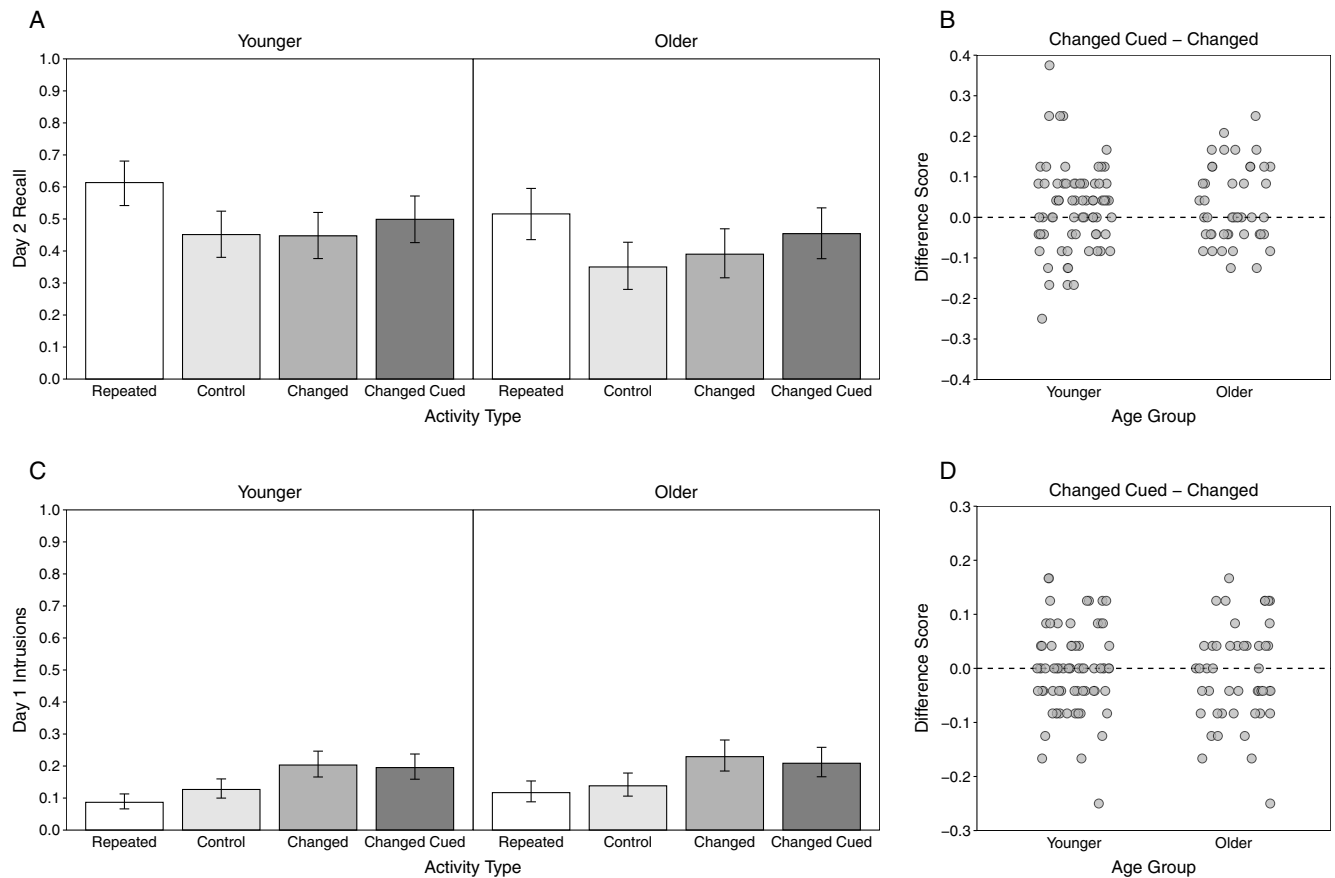 A
Younger
Older
1.0
0.9
0.8
0.7
0.6
0.5
0.4
0.3
0.2
0.1
0.0
Day 2 Recall
Repeated Control Changed Changed Cued Repeated Control Changed Changed Cued
Activity Type
B
Changed Cued − Changed
0.4
0.3
0.2
0.1
0.0
−0.1
−0.2
−0.3
−0.4
Difference Score
Younger Older
Age Group
C
Younger
Older
1.0
0.9
0.8
0.7
0.6
0.5
0.4
0.3
0.2
0.1
0.0
Day 1 Intrusions
Repeated Control Changed Changed Cued Repeated Control Changed Changed Cued
Activity Type
D
Changed Cued − Changed
0.3
0.2
0.1
0.0
−0.1
−0.2
−0.3
Difference Score
Younger Older
Age Group